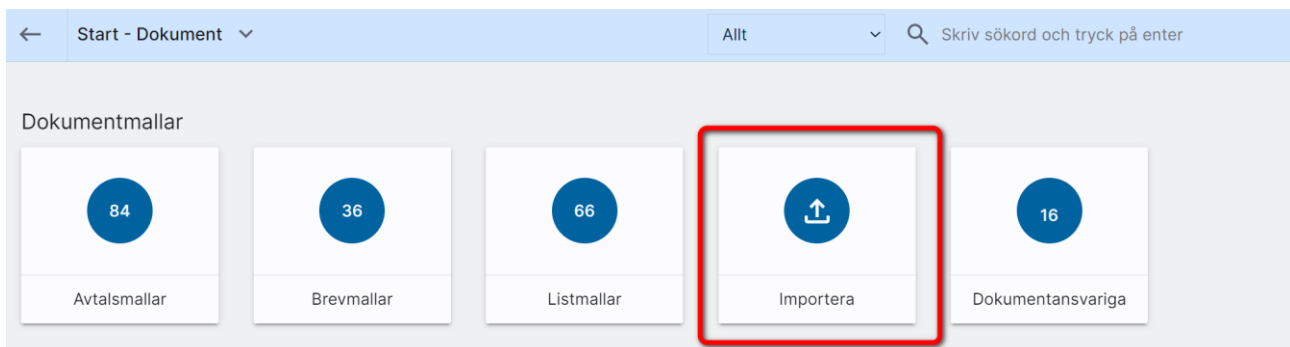 Start - Dokument
Allt
Skriv sökord och tryck på enter
Dokumentmallar
84
36
66
16
Avtalsmallar
Brevmallar
Listmallar
Importera
Dokumentansvariga